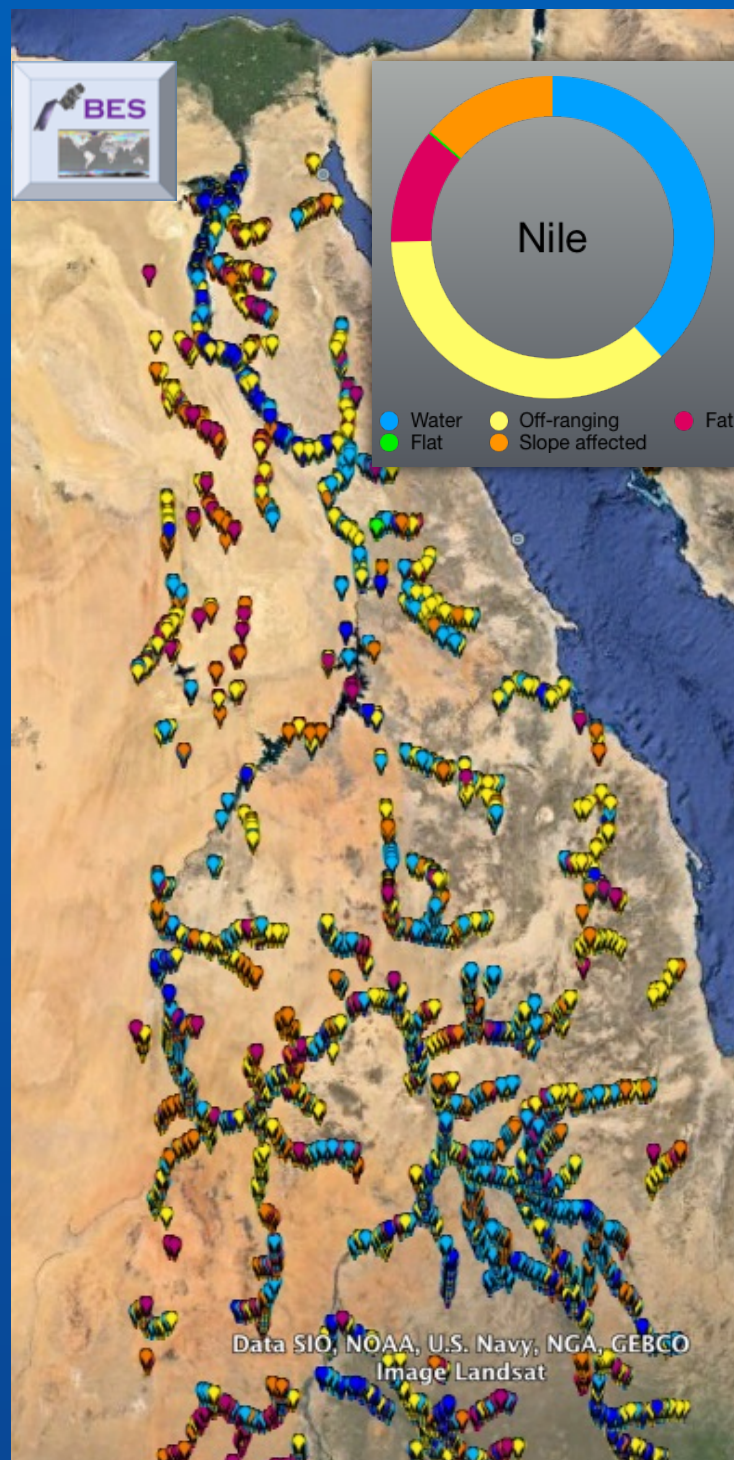 BES
Nile
Water
Off-ranging
Fat
Flat
Slope affected
Data SIO, NOAA, U.S. Navy, NGA, GEBCO
Image Landsat